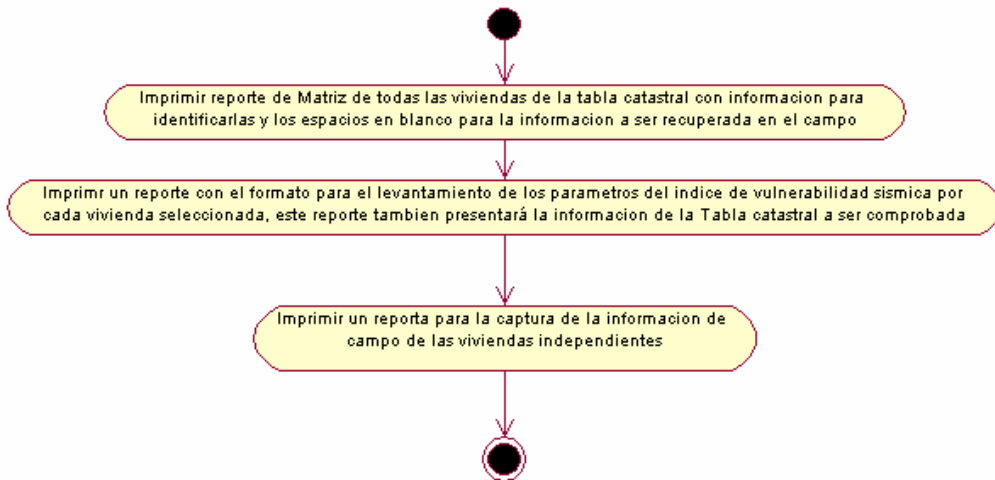 Imprimir reporte de Matriz de todas las viviendas de la tabla catastral con informacion para
identificarlas y los espacios en blanco para la informacion a ser recuperada en el campo
Imprimr un reporte con el formato para el levantamiento de los parametros del indice de vulnerabilidad sismica por
cada vivienda seleccionada, este reporte tambien presentará la informacion de la Tabla catastral a ser comprobada
Imprimir un reporta para la captura de la informacion de
campo de las viviendas independientes